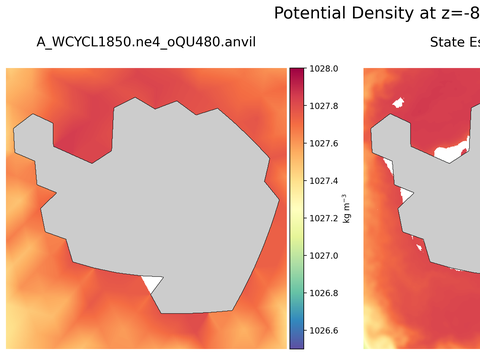 Potential Density at z=-8
A_WCYCL1850.ne4_oQU480.anvil
State Es
1028.0
1027.8
1027.6
1027.4
1027.2
1027.0
1026.8
1026.6
kg m⁻³